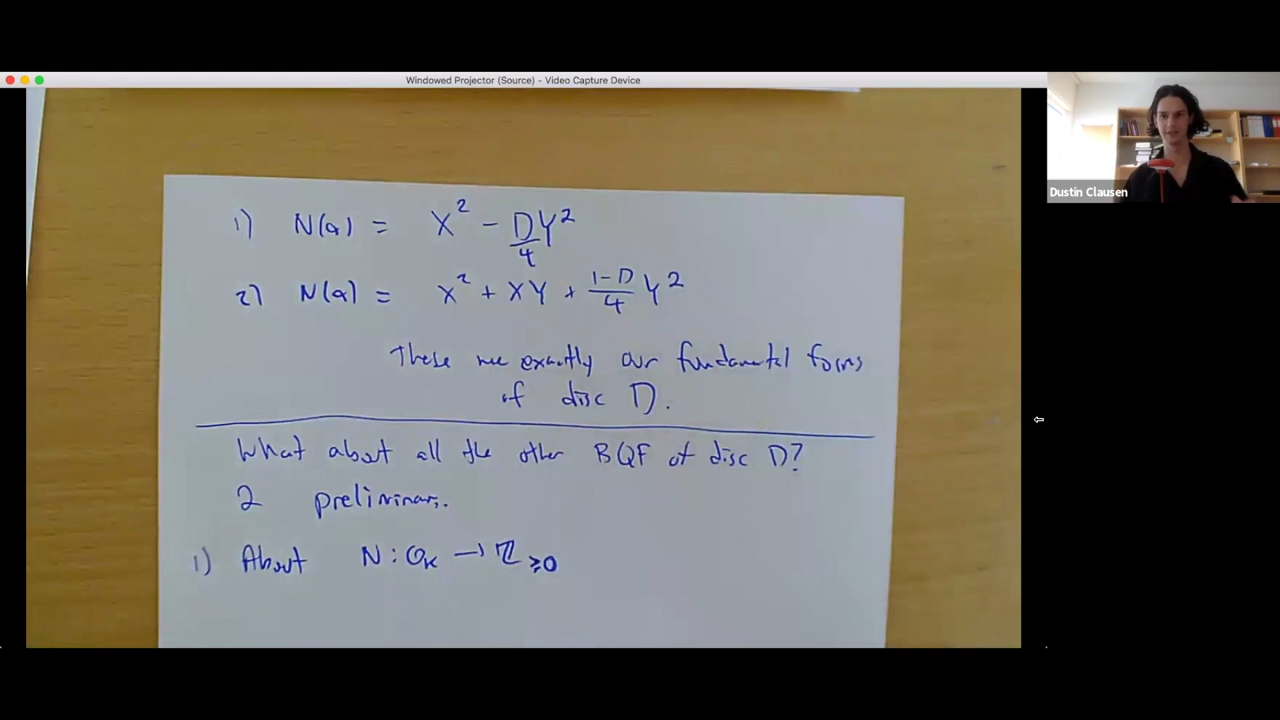 Windowed Projector (Source) - Video Capture Device
Dustin Clausen
1) N(α) = X² - D/4 Y²
2) N(α) = X² + XY + (1-D)/4 Y²
These are exactly our fundamental forms
of disc D.
What about all the other BQF of disc D?
2 preliminars.
1) About N: O_K → ℤ≥0